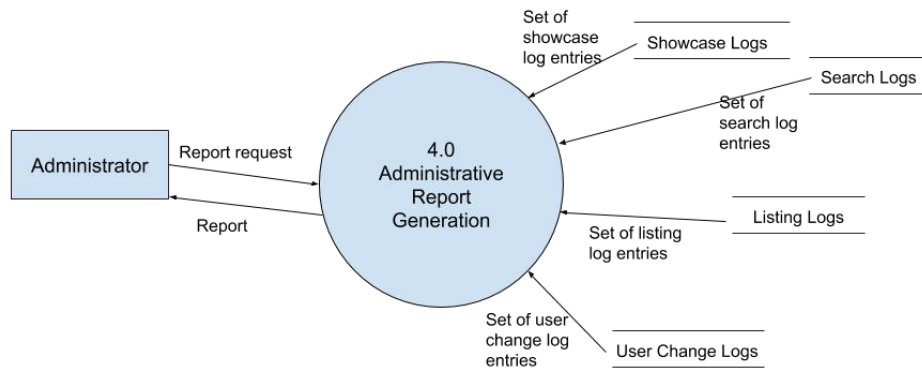 Set of
showcase
log entries
Showcase Logs
Search Logs
Set of
search log
entries
Administrator
Report request
Report
4.0
Administrative
Report
Generation
Listing Logs
Set of listing
log entries
Set of user
change log
entries
User Change Logs